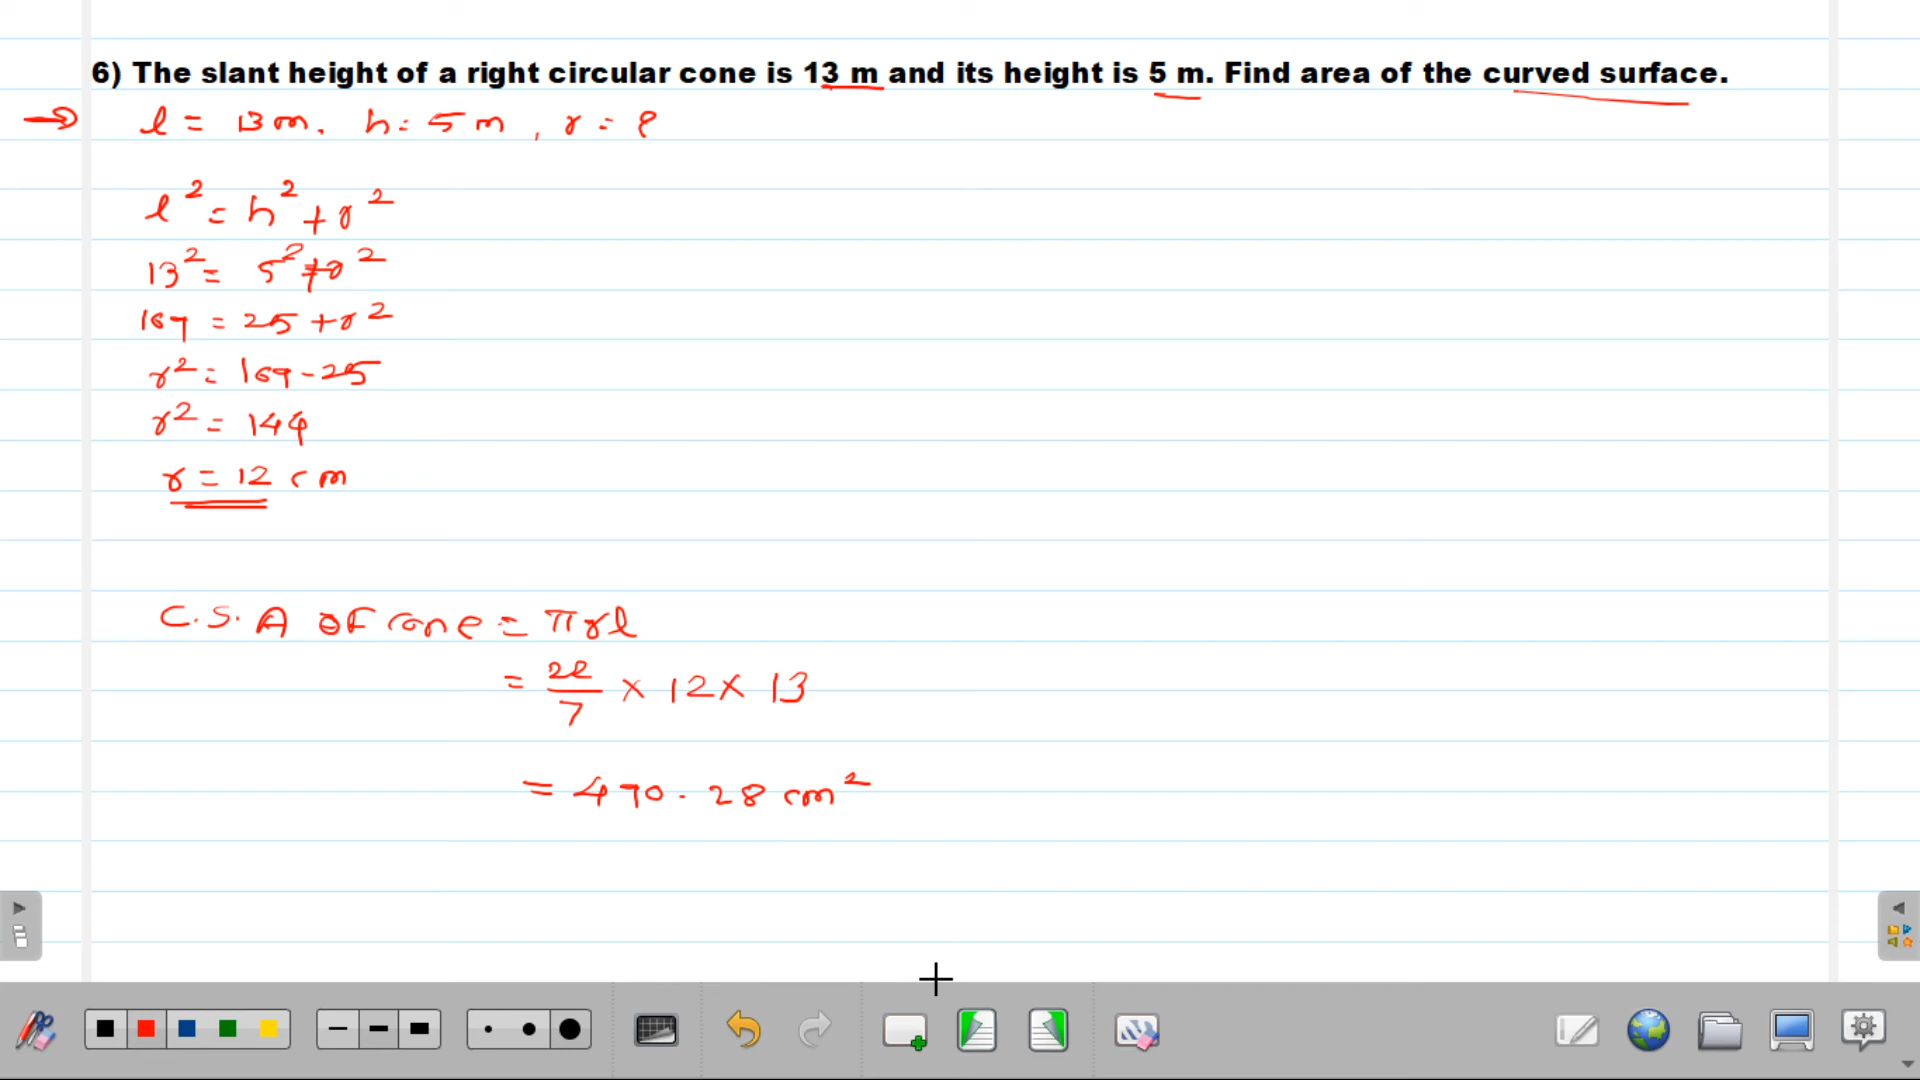 6) The slant height of a right circular cone is 13 m and its height is 5 m. Find area of the curved surface.
l = 13 m. h = 5 m, r = ?
l² = h² + r²
13² = 5² + r²
169 = 25 + r²
r² = 169 - 25
r² = 144
r = 12 cm
C.S.A of cone = πrl
= 22/7 × 12 × 13
= 490.28 cm²